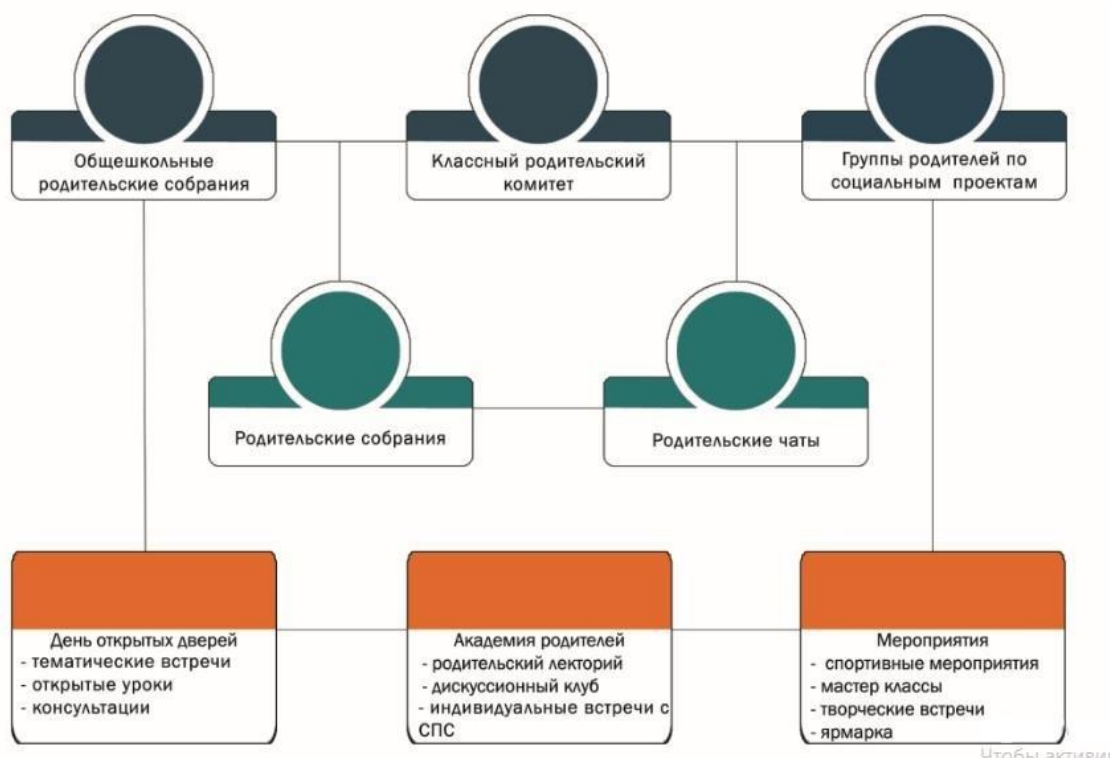 Общешкольные
родительские собрания
Классный родительский
комитет
Группы родителей по
социальным проектам
Родительские собрания
Родительские чаты
День открытых дверей
- тематические встречи
- открытые уроки
- консультации
Академия родителей
- родительский лекторий
- дискуссионный клуб
- индивидуальные встречи с
СПС
Мероприятия
- спортивные мероприятия
- мастер классы
- творческие встречи
- ярмарка
Чтобы